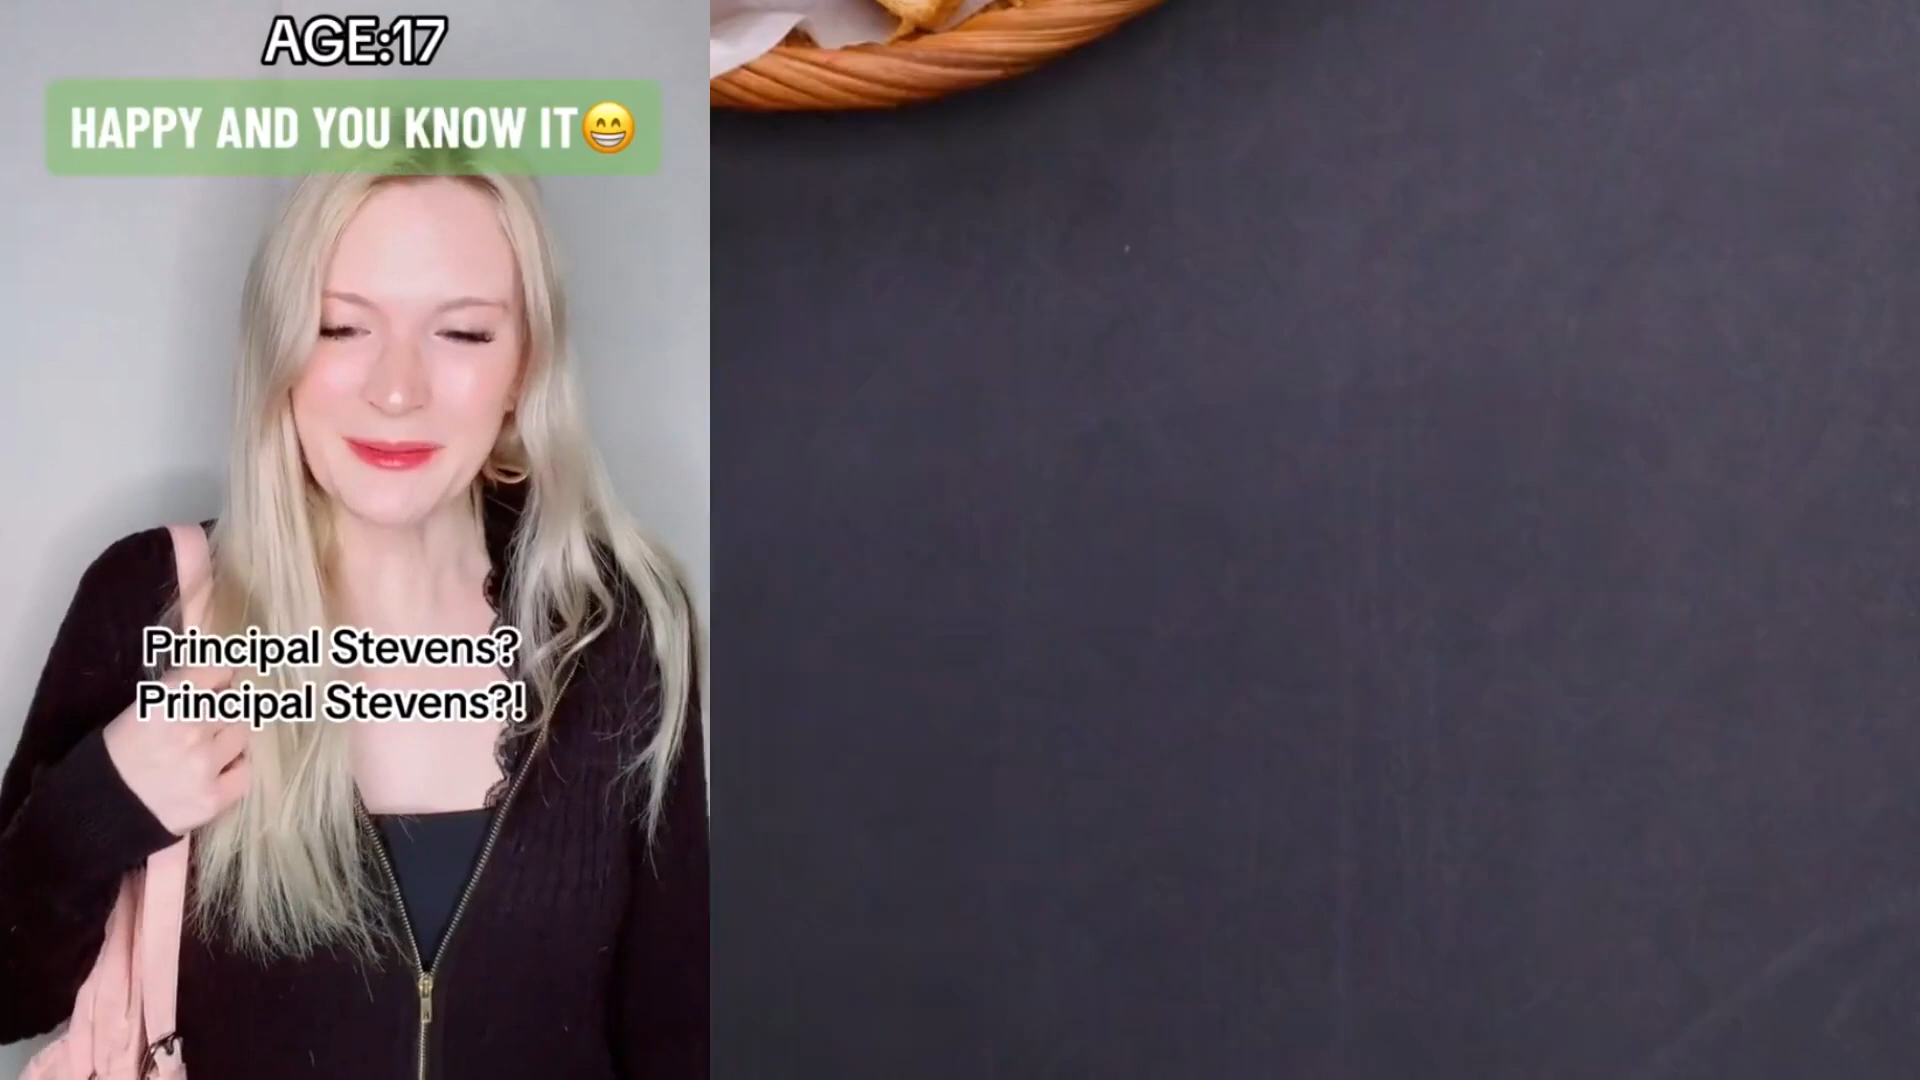 AGE:17
HAPPY AND YOU KNOW IT😁
Principal Stevens?
Principal Stevens?!